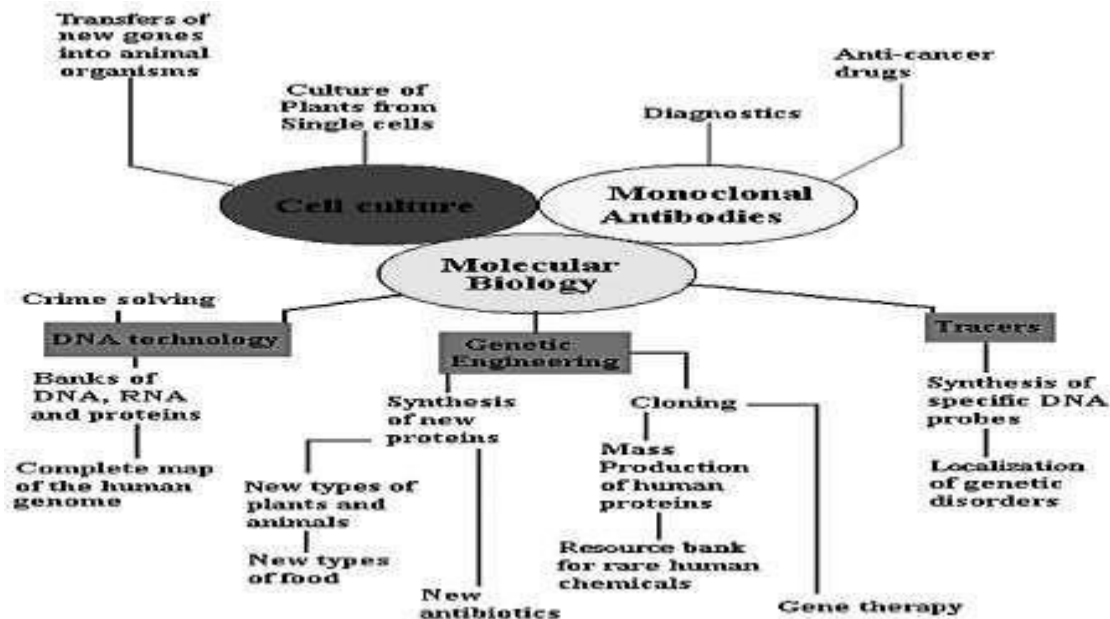 Transfers of
new genes
into animal
organisms
Culture of
Plants from
Single cells
Anti-cancer
drugs
Diagnostics
Cell culture
Monoclonal
Antibodies
Molecular
Biology
Crime solving
DNA technology
Genetic
Engineering
Tracers
Banks of
DNA, RNA
and proteins
Complete map
of the human
genome
Synthesis
of new
proteins
New types of
plants and
animals
New types
of food
New
antibiotics
Cloning
Mass
Production
of human
proteins
Resource bank
for rare human
chemicals
Gene therapy
Synthesis of
specific DNA
probes
Localization
of genetic
disorders